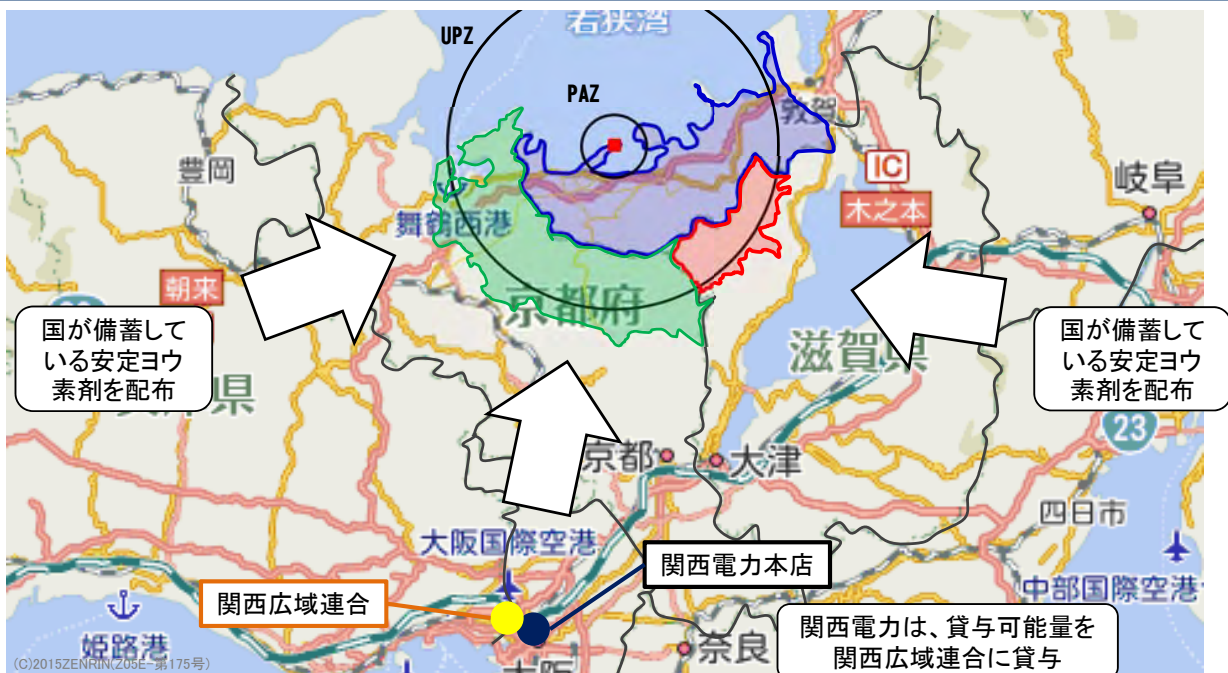 若狭湾
UPZ
PAZ
敦賀
IC
木之本
岐阜
豊岡
舞鶴西港
朝来
京都府
滋賀県
国が備蓄して
いる安定ヨウ
素剤を配布
国が備蓄して
いる安定ヨウ
素剤を配布
県
23
京都
大津
四日市
大阪国際空港
関西電力本店
中部国際空港
関西広域連合
姫路港
奈良
関西電力は、貸与可能量を
関西広域連合に貸与
大阪
(C)2015ZENRIN(Z05E-第175号)